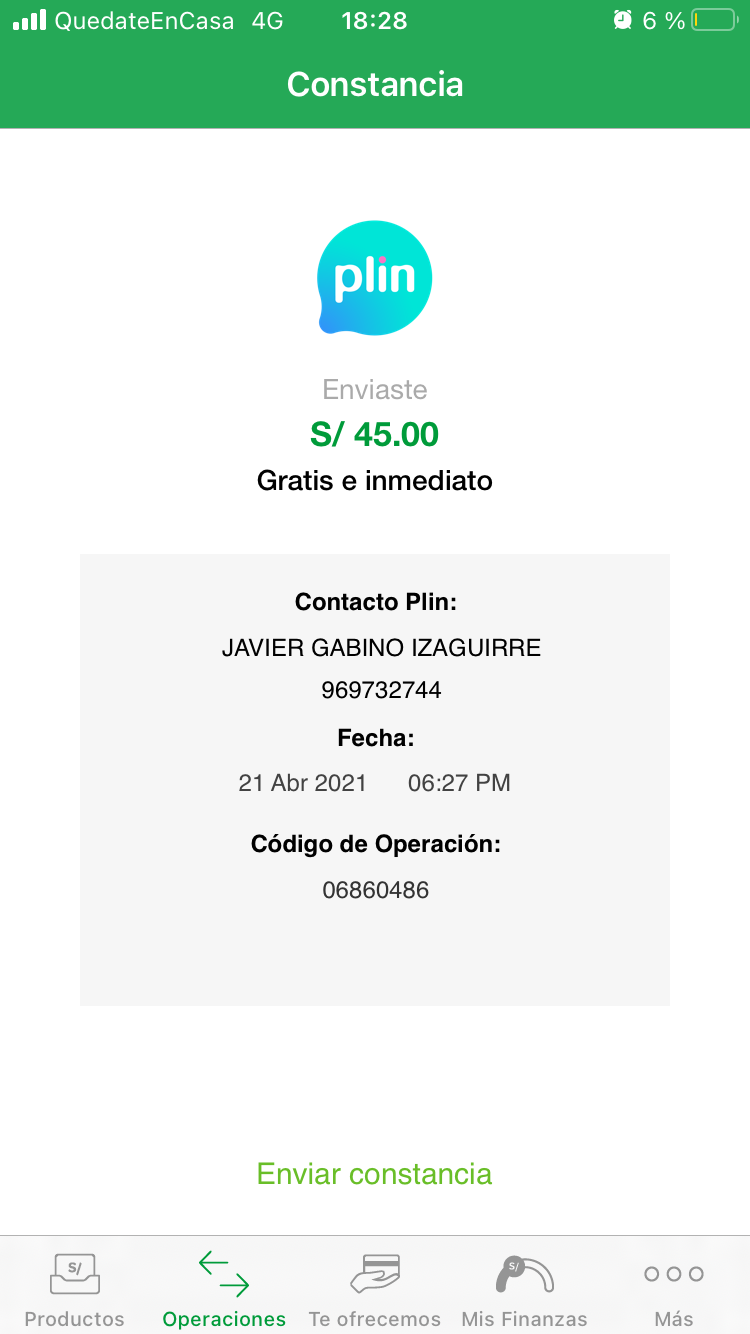 QuedateEnCasa 4G 18:28 6 %
Constancia
plin
Enviaste
S/ 45.00
Gratis e inmediato
Contacto Plin:
JAVIER GABINO IZAGUIRRE
969732744
Fecha:
21 Abr 2021 06:27 PM
Código de Operación:
06860486
Enviar constancia
S/ S/
Productos Operaciones Te ofrecemos Mis Finanzas Más